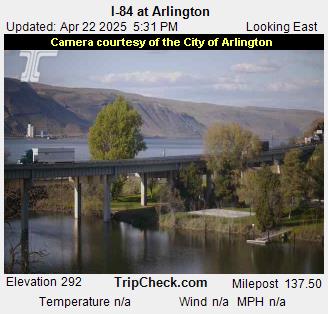 I-84 at Arlington
Updated: Apr 22 2025 5:31 PM Looking East
Camera courtesy of the City of Arlington
Elevation 292 TripCheck.com Milepost 137.50
Temperature n/a Wind n/a MPH n/a